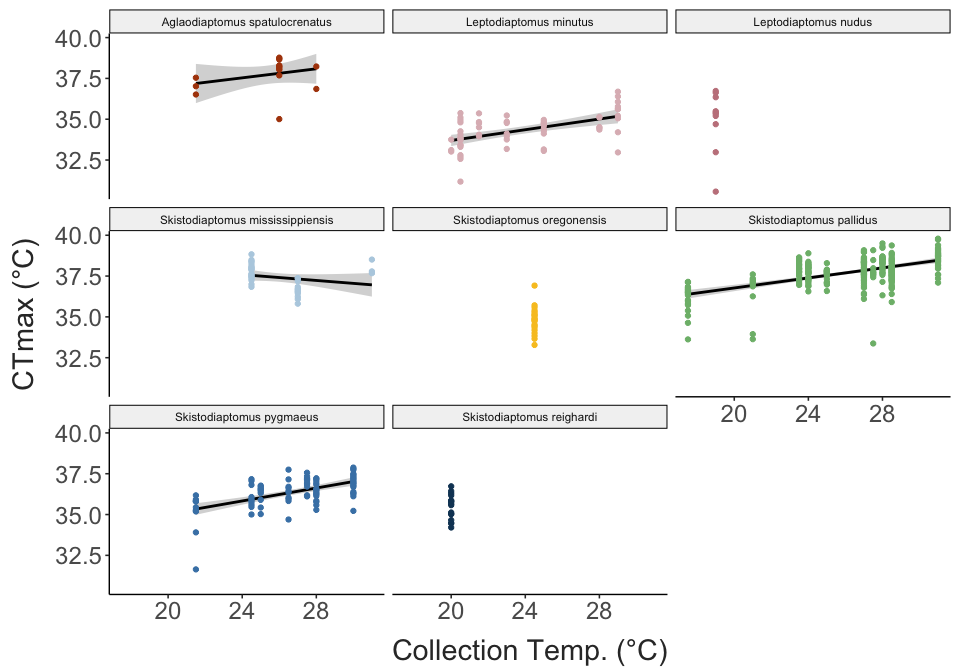 Aglaodiaptomus spatulocrenatus
Leptodiaptomus minutus
Leptodiaptomus nudus
40.0
37.5
35.0
32.5
Skistodiaptomus mississippiensis
Skistodiaptomus oregonensis
Skistodiaptomus pallidus
40.0
37.5
35.0
32.5
20 24 28
Skistodiaptomus pygmaeus
Skistodiaptomus reighardi
40.0
37.5
35.0
32.5
20 24 28
20 24 28
CTmax (°C)
Collection Temp. (°C)